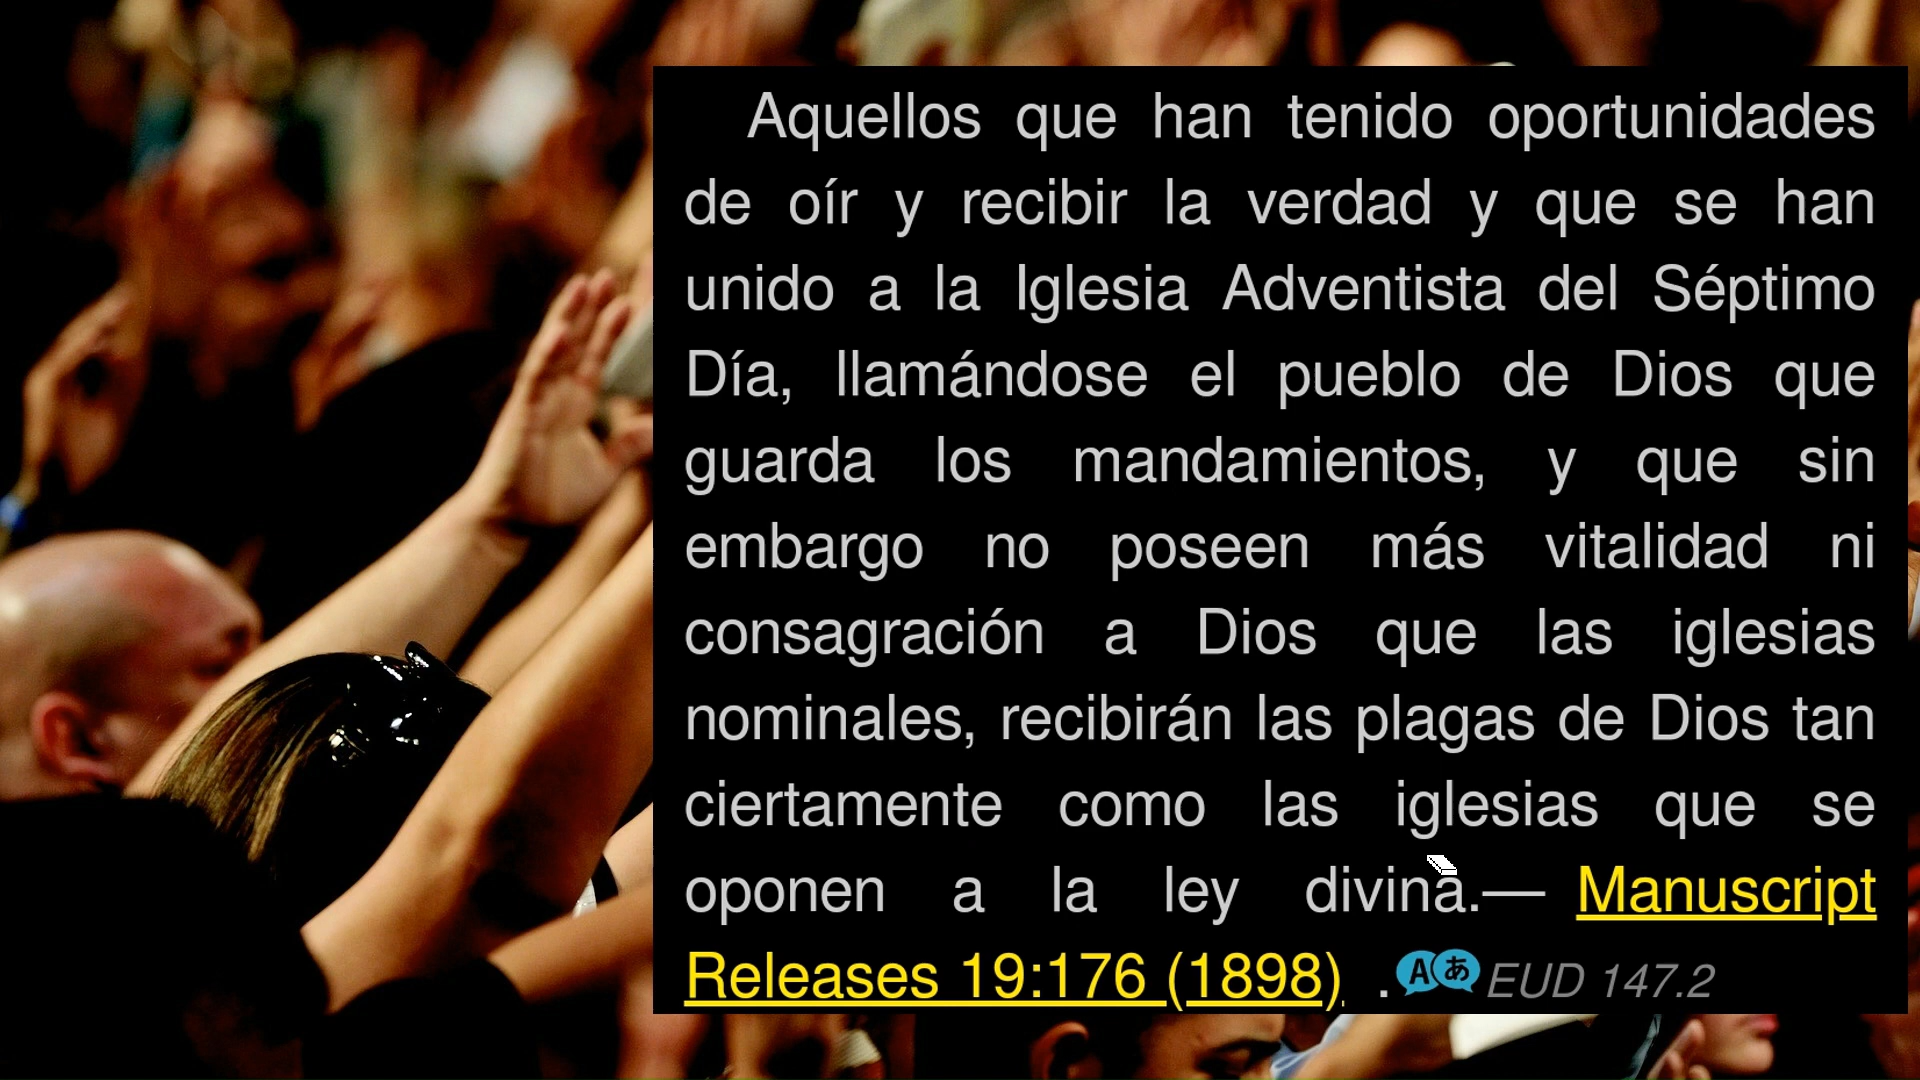 Aquellos que han tenido oportunidades
de oír y recibir la verdad y que se han
unido a la Iglesia Adventista del Séptimo
Día, llamándose el pueblo de Dios que
guarda los mandamientos, y que sin
embargo no poseen más vitalidad ni
consagración a Dios que las iglesias
nominales, recibirán las plagas de Dios tan
ciertamente como las iglesias que se
oponen a la ley divina.— Manuscript
Releases 19:176 (1898) . Aあ EUD 147.2